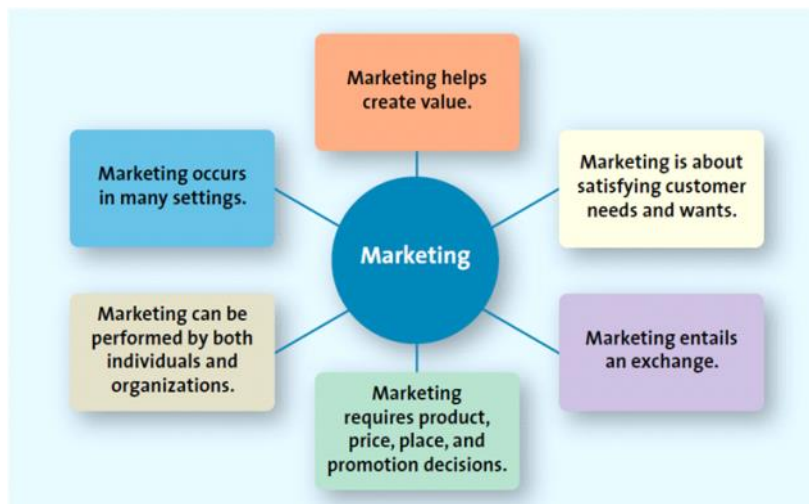 Marketing helps
create value.
Marketing occurs
in many settings.
Marketing is about
satisfying customer
needs and wants.
Marketing
Marketing can be
performed by both
individuals and
organizations.
Marketing entails
an exchange.
Marketing
requires product,
price, place, and
promotion decisions.